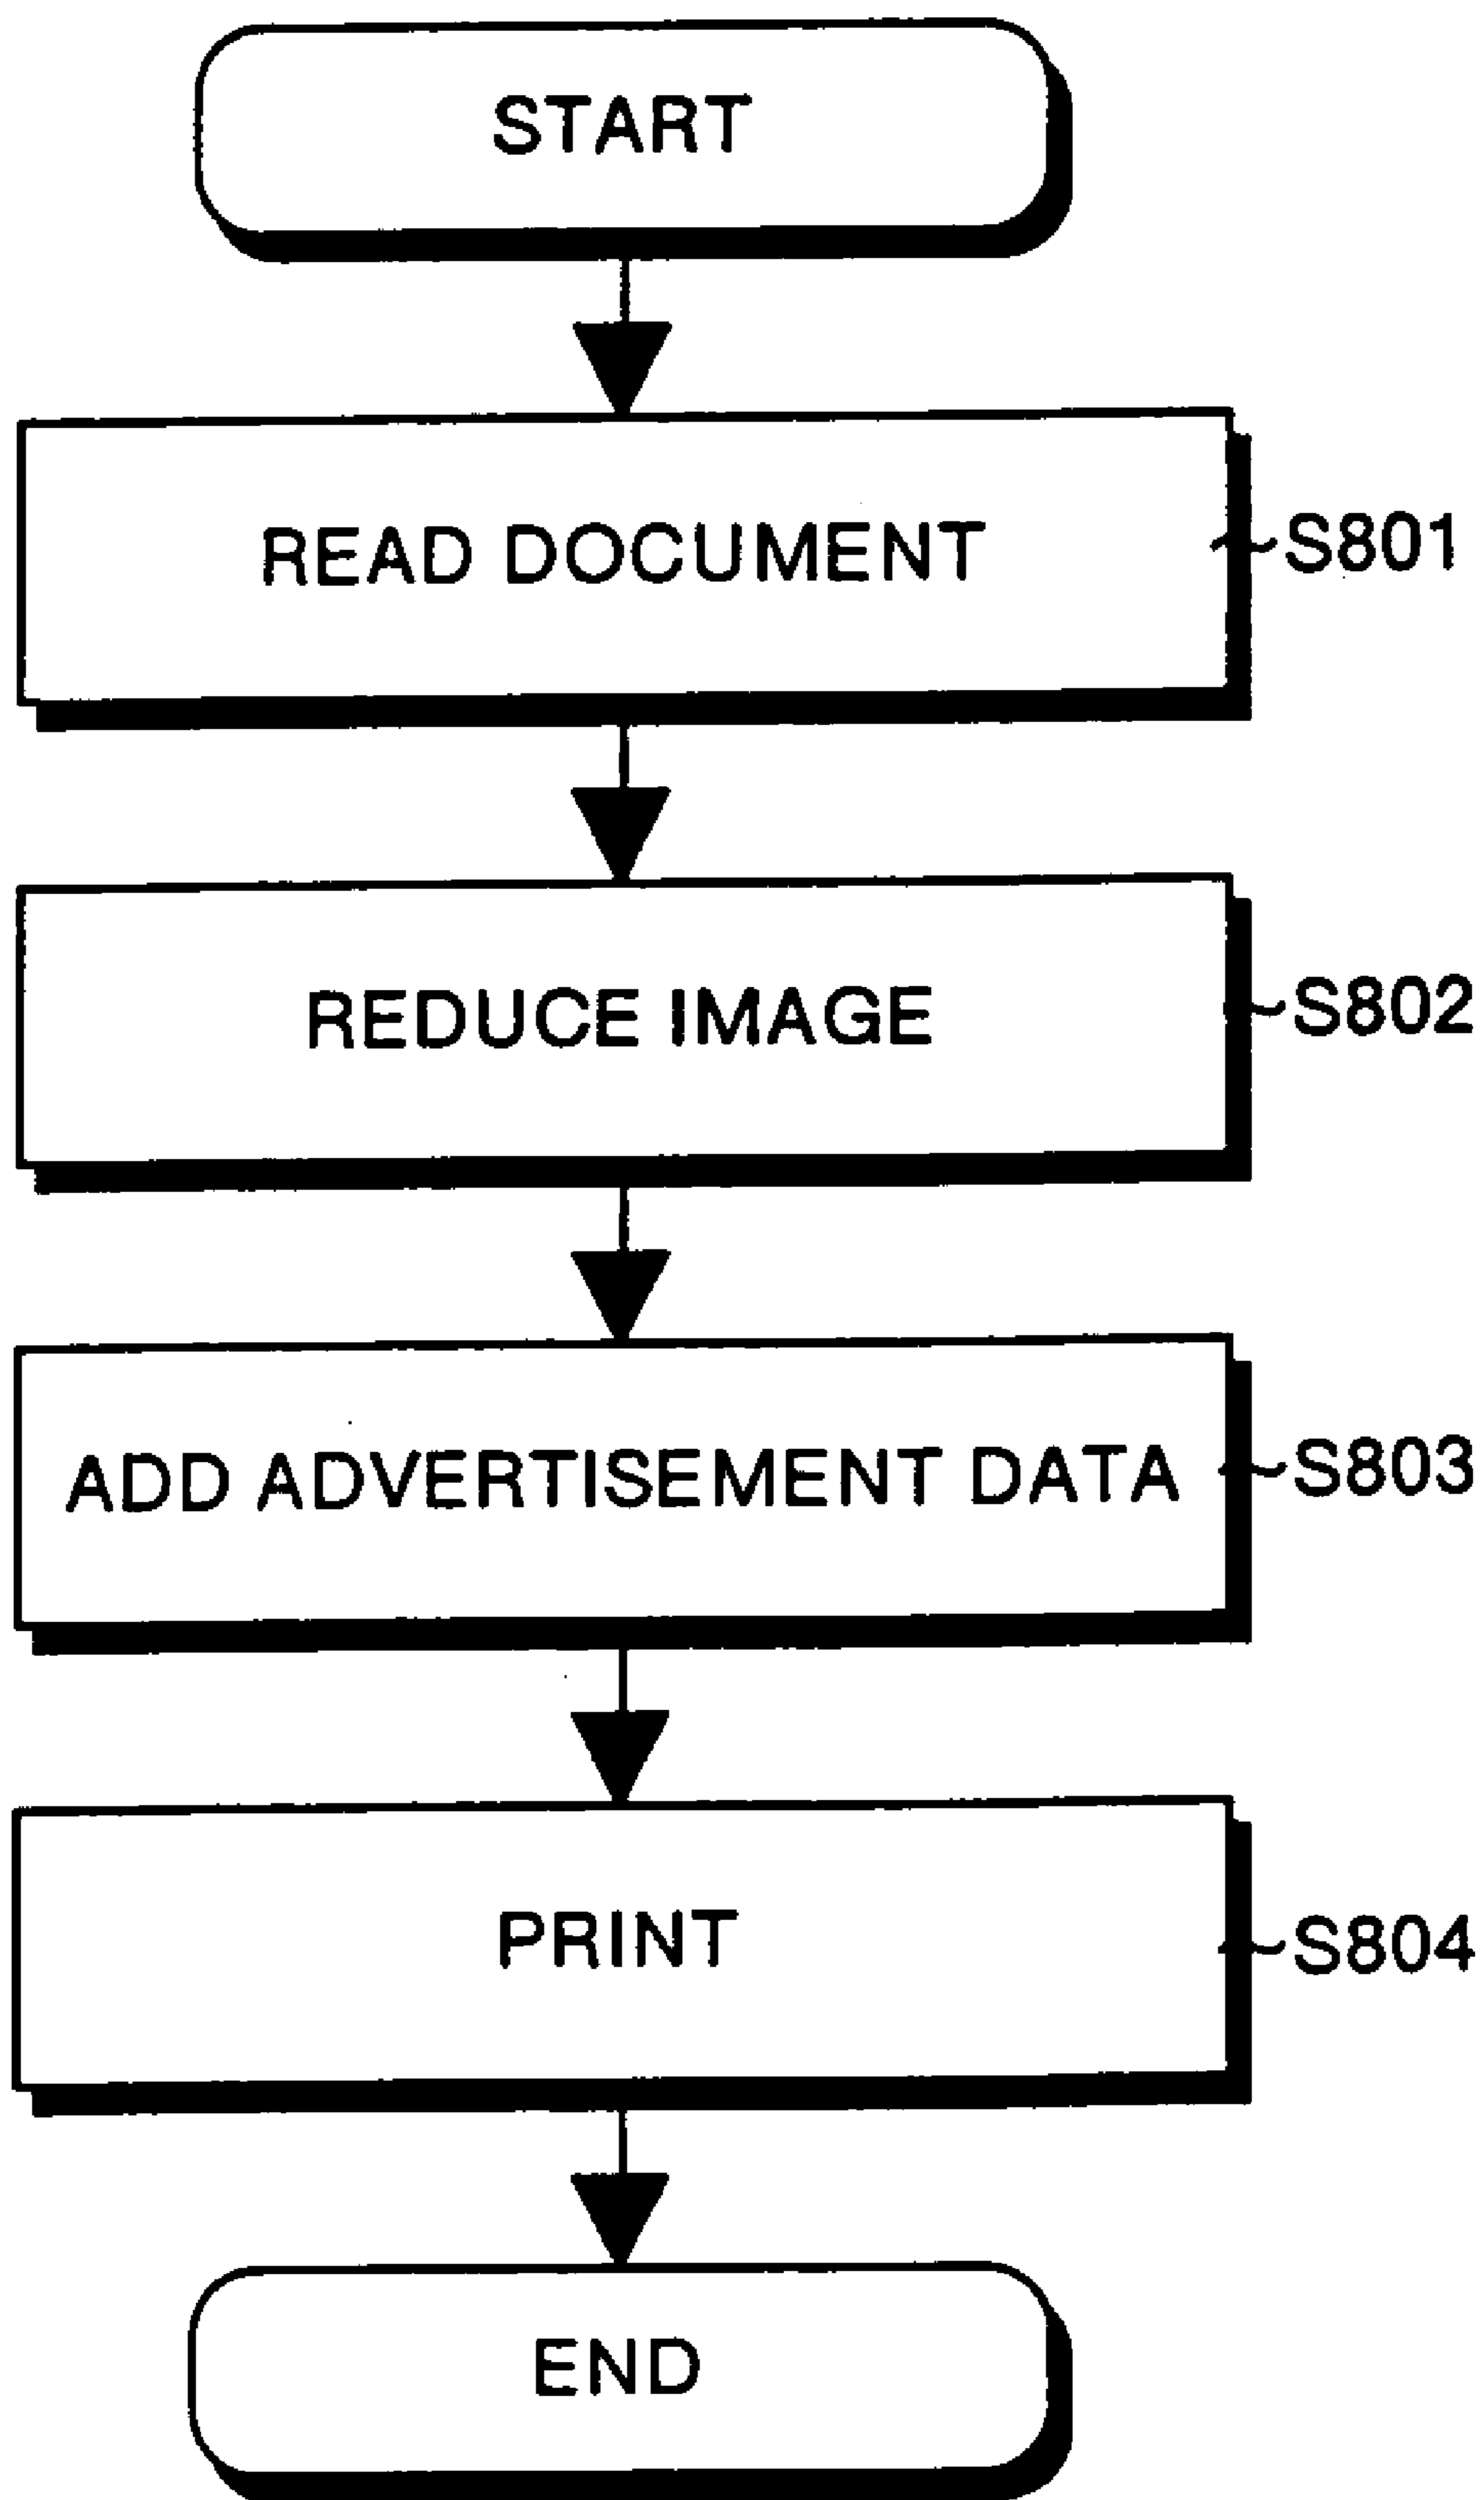 START
READ DOCUMENT
S801
REDUCE IMAGE
S802
ADD ADVERTISEMENT DATA
S803
PRINT
S804
END